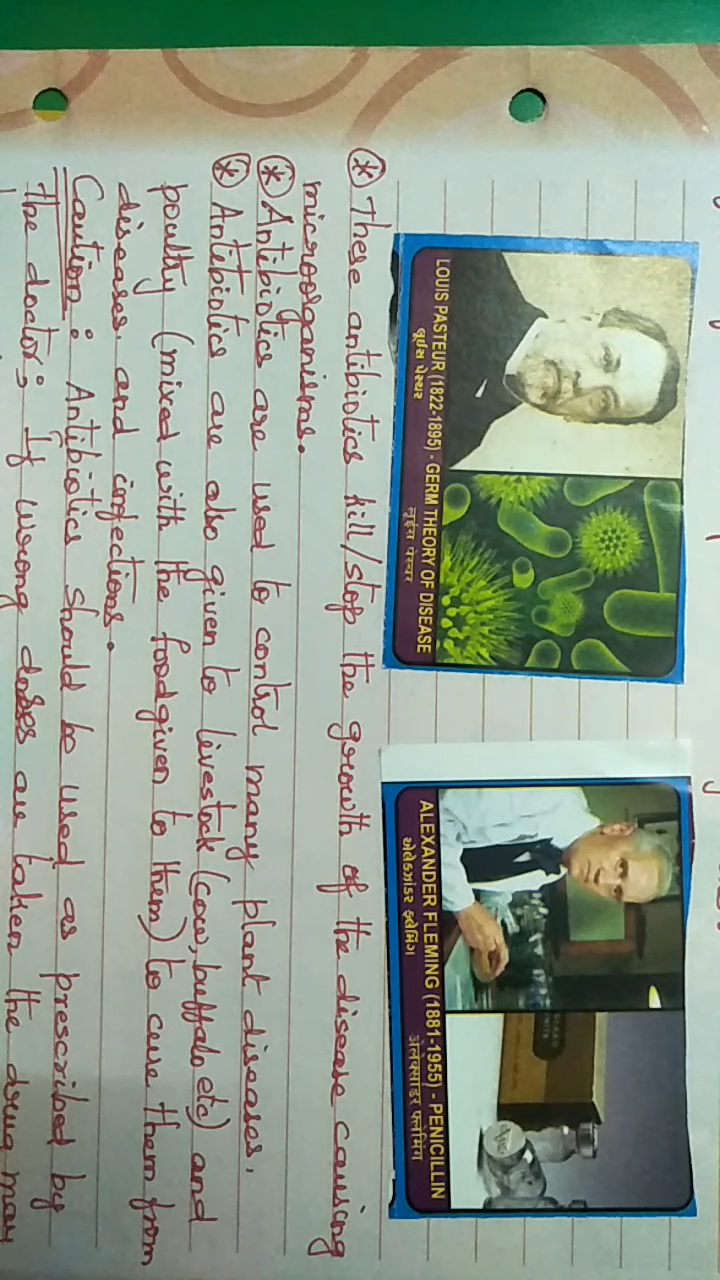 LOUIS PASTEUR (1822-1895) - GERM THEORY OF DISEASE
લૂઈસ પેસ્ચર लूईस पेस्चर
ALEXANDER FLEMING (1881-1955) - PENICILLIN
એલેક્ઝાંડર ફ્લેમિંગ ॲलेक्सांडर फ्लेमिंग
* These antibiotics kill/stop the growth of the disease causing
microorganisms.
* Antibiotics are used to control many plant diseases.
* Antibiotics are also given to livestock (cow, buffalo etc) and
poultry (mixed with the food given to them) to cure them from
diseases and infections.
Caution : Antibiotics should be used as prescribed by
the doctor; If wrong doses are taken the drug may